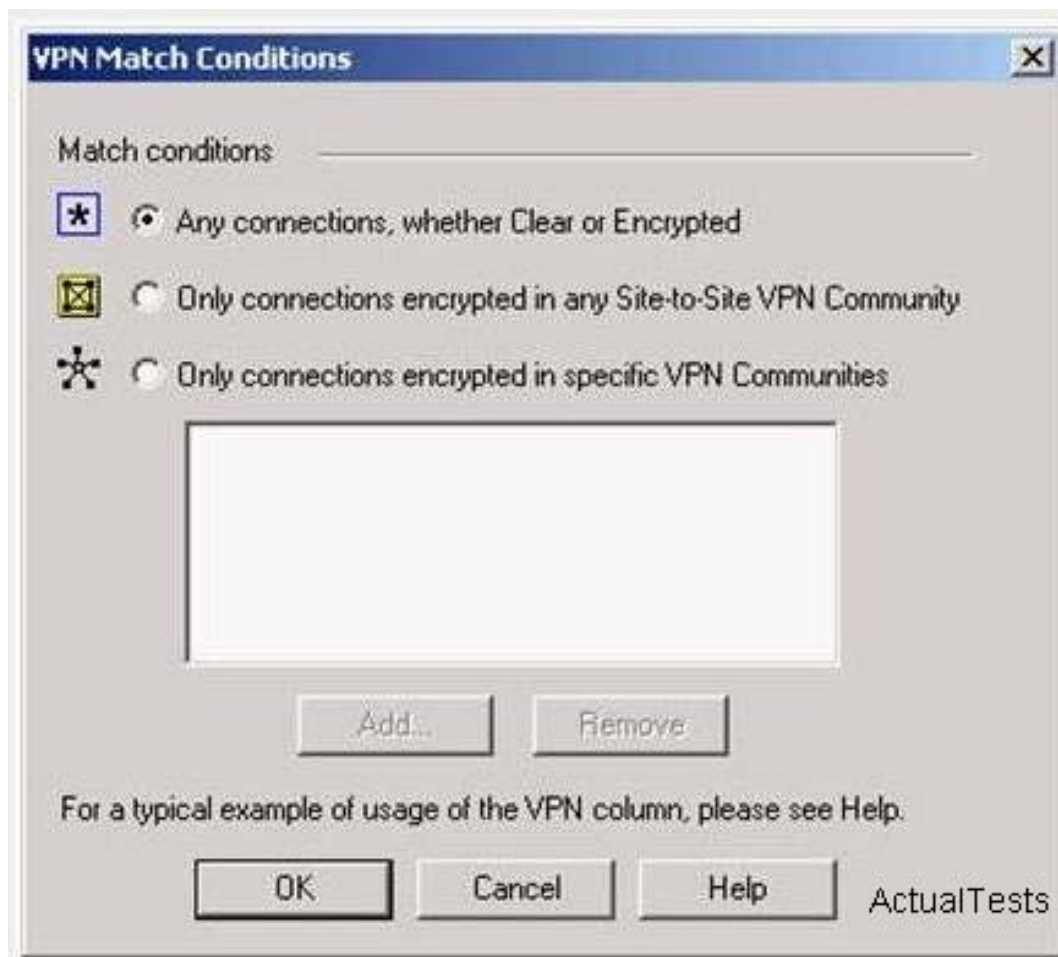 VPN Match Conditions
Match conditions
Any connections, whether Clear or Encrypted
Only connections encrypted in any Site-to-Site VPN Community
Only connections encrypted in specific VPN Communities
Add... Remove
For a typical example of usage of the VPN column, please see Help.
OK Cancel Help
ActualTests